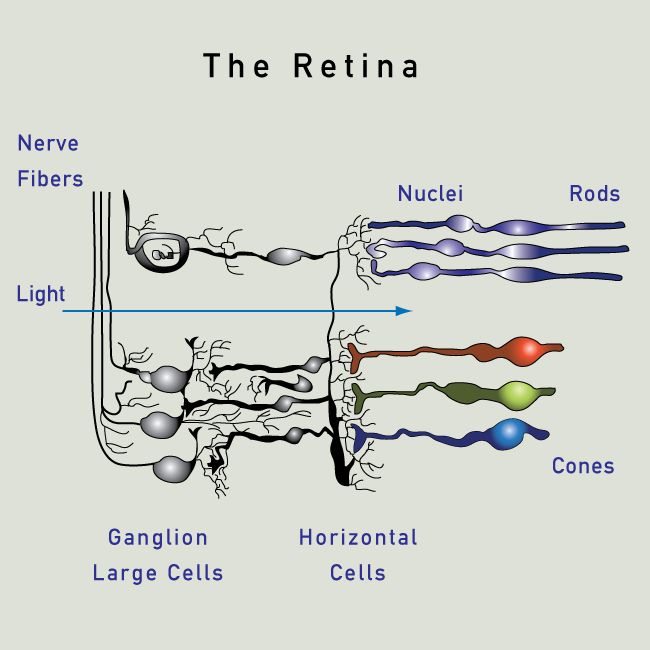 The Retina
Nerve
Fibers
Nuclei
Rods
Light
Cones
Ganglion
Large Cells
Horizontal
Cells